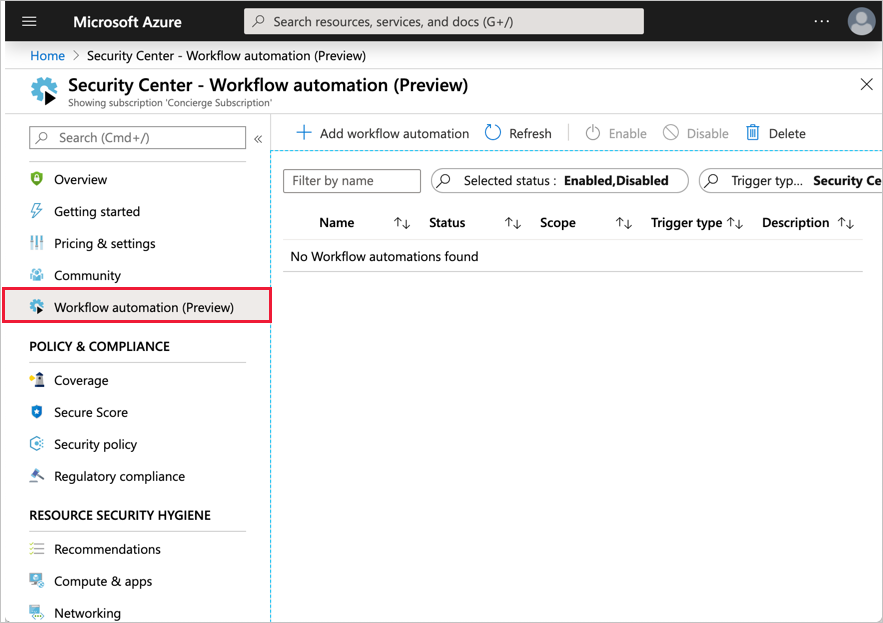 Microsoft Azure
Search resources, services, and docs (G+/)
Home > Security Center - Workflow automation (Preview)
Security Center - Workflow automation (Preview)
Showing subscription 'Concierge Subscription'
Search (Cmd+/)
«
Add workflow automation
Refresh
Enable
Disable
Delete
Overview
Getting started
Pricing & settings
Community
Workflow automation (Preview)
POLICY & COMPLIANCE
Coverage
Secure Score
Security policy
Regulatory compliance
RESOURCE SECURITY HYGIENE
Recommendations
Compute & apps
Networking
Filter by name
Selected status : Enabled,Disabled
Trigger typ... Security Ce
Name Status Scope Trigger type Description
No Workflow automations found